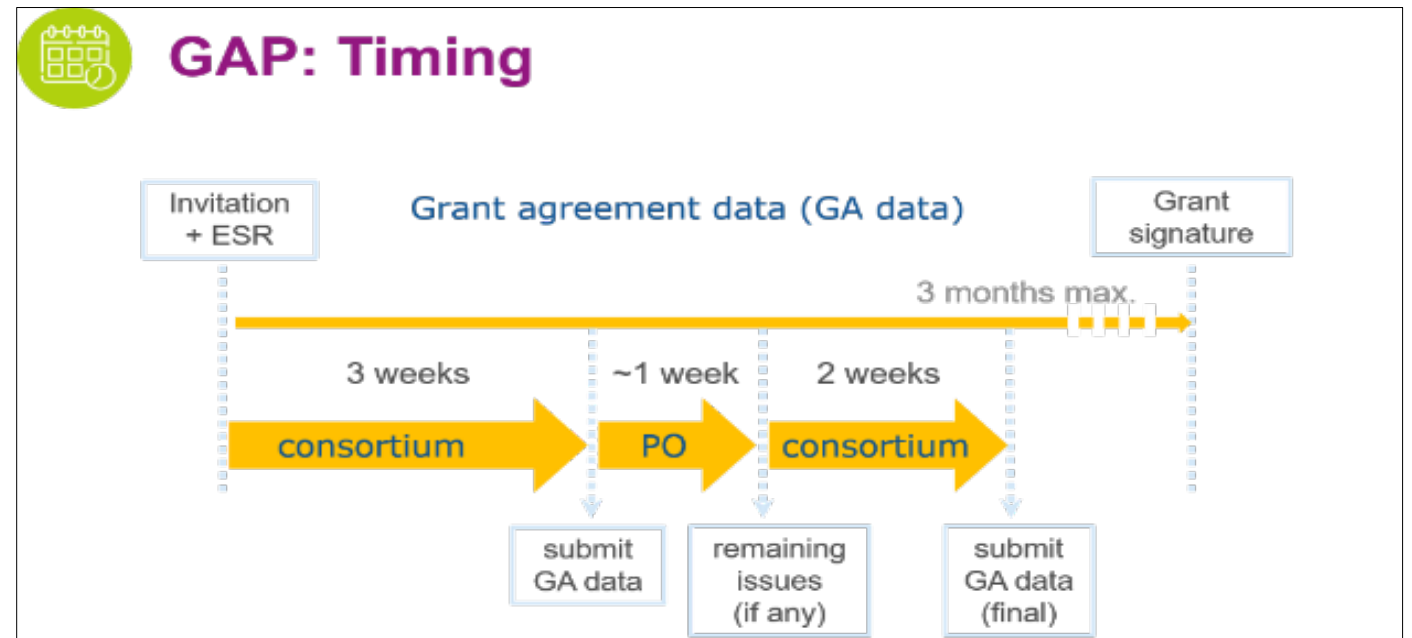 GAP: Timing
Invitation
+ ESR
Grant agreement data (GA data)
Grant
signature
3 months max.
3 weeks
~1 week
2 weeks
consortium
PO
consortium
submit
GA data
remaining
issues
(if any)
submit
GA data
(final)